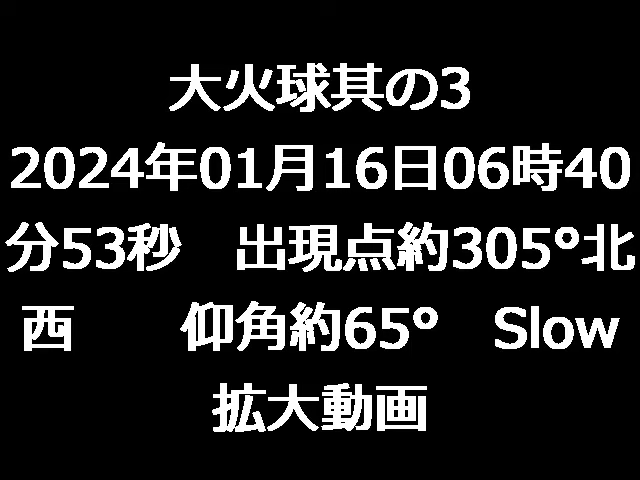 大火球其の3
2024年01月16日06時40
分53秒　出現点約305°北
西　　仰角約65°　Slow
拡大動画